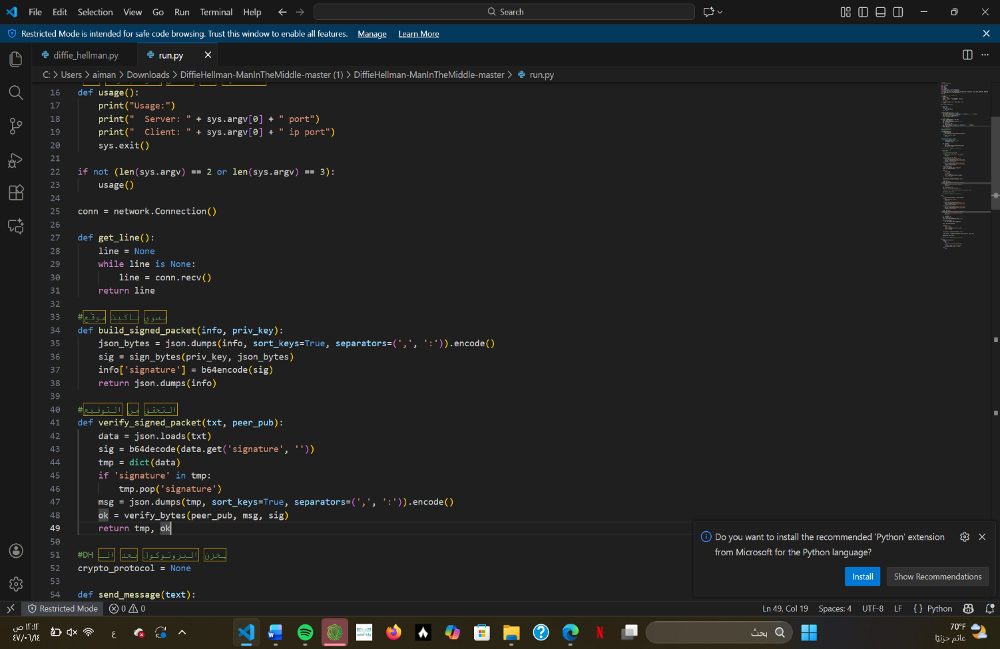 File Edit Selection View Go Run Terminal Help
Search
Restricted Mode is intended for safe code browsing. Trust this window to enable all features. Manage Learn More
diffie_hellman.py run.py
C: > Users > aiman > Downloads > DiffieHellman-ManInTheMiddle-master (1) > DiffieHellman-ManInTheMiddle-master > run.py
16 def usage():
17 print("Usage:")
18 print("  Server: " + sys.argv[0] + " port")
19 print("  Client: " + sys.argv[0] + " ip port")
20 sys.exit()
21
22 if not (len(sys.argv) == 2 or len(sys.argv) == 3):
23 usage()
24
25 conn = network.Connection()
26
27 def get_line():
28 line = None
29 while line is None:
30 line = conn.recv()
31 return line
32
33 #يسوي باكيت موقع
34 def build_signed_packet(info, priv_key):
35 json_bytes = json.dumps(info, sort_keys=True, separators=(',', ':')).encode()
36 sig = sign_bytes(priv_key, json_bytes)
37 info['signature'] = b64encode(sig)
38 return json.dumps(info)
39
40 #التحقق من التوقيع
41 def verify_signed_packet(txt, peer_pub):
42 data = json.loads(txt)
43 sig = b64decode(data.get('signature', ''))
44 tmp = dict(data)
45 if 'signature' in tmp:
46 tmp.pop('signature')
47 msg = json.dumps(tmp, sort_keys=True, separators=(',', ':')).encode()
48 ok = verify_bytes(peer_pub, msg, sig)
49 return tmp, ok
50
51 #DH يخزن البروتوكول بعد الـ
52 crypto_protocol = None
53
54 def send_message(text):
Do you want to install the recommended 'Python' extension
from Microsoft for the Python language?
Install Show Recommendations
Restricted Mode 0 0 Ln 49, Col 19 Spaces: 4 UTF-8 LF {} Python
١٢:١٢ ص
٤٧/٠٦/١٤
ع
بحث
70°F
غائم جزئيًا